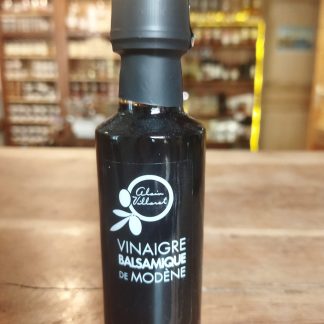 Alain
Villaret
VINAIGRE
BALSAMIQUE
DE MODÈNE